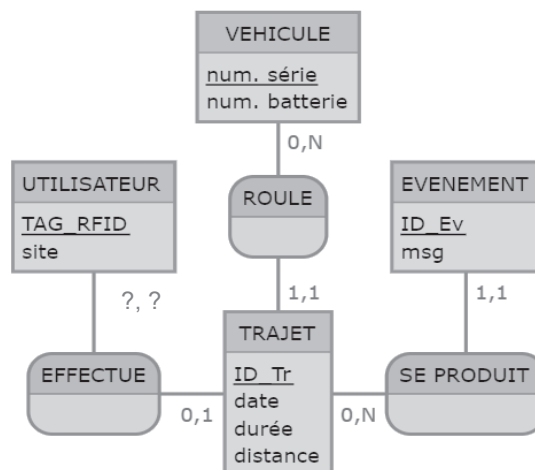 VEHICULE
num. série
num. batterie
0,N
UTILISATEUR
TAG_RFID
site
ROULE
EVENEMENT
ID_Ev
msg
?, ?
1,1
1,1
TRAJET
ID_Tr
date
durée
distance
EFFECTUE
0,1
0,N
SE PRODUIT